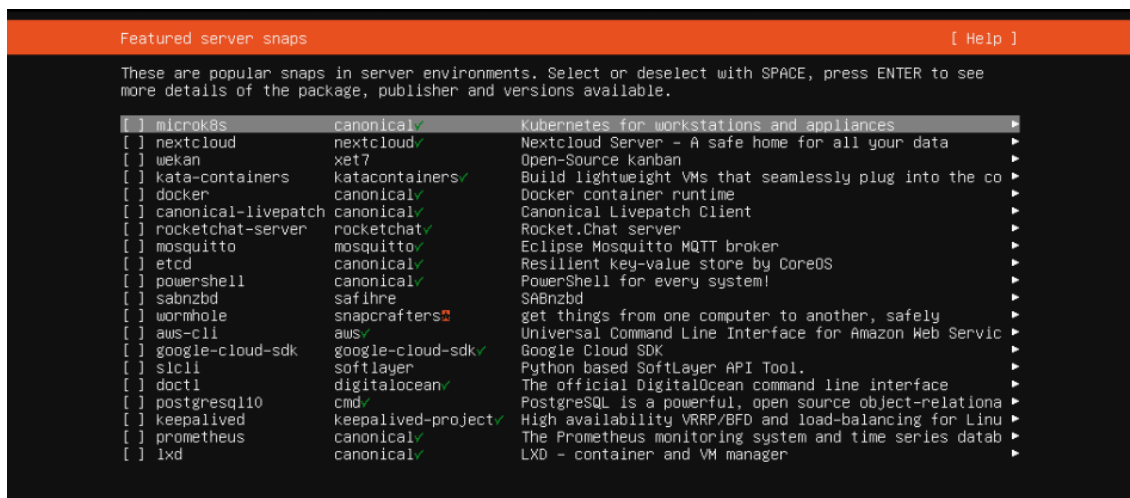 Featured server snaps [ Help ]
These are popular snaps in server environments. Select or deselect with SPACE, press ENTER to see
more details of the package, publisher and versions available.
[ ] microk8s canonical✓ Kubernetes for workstations and appliances ▸
[ ] nextcloud nextcloud✓ Nextcloud Server – A safe home for all your data ▸
[ ] wekan xet7 Open-Source kanban ▸
[ ] kata-containers katacontainers✓ Build lightweight VMs that seamlessly plug into the co ▸
[ ] docker canonical✓ Docker container runtime ▸
[ ] canonical-livepatch canonical✓ Canonical Livepatch Client ▸
[ ] rocketchat-server rocketchat✓ Rocket.Chat server ▸
[ ] mosquitto mosquitto✓ Eclipse Mosquitto MQTT broker ▸
[ ] etcd canonical✓ Resilient key-value store by CoreOS ▸
[ ] powershell canonical✓ PowerShell for every system! ▸
[ ] sabnzbd safihre SABnzbd ▸
[ ] wormhole snapcrafters get things from one computer to another, safely ▸
[ ] aws-cli aws✓ Universal Command Line Interface for Amazon Web Servic ▸
[ ] google-cloud-sdk google-cloud-sdk✓ Google Cloud SDK ▸
[ ] slcli softlayer Python based SoftLayer API Tool. ▸
[ ] doctl digitalocean✓ The official DigitalOcean command line interface ▸
[ ] postgresql10 cmd✓ PostgreSQL is a powerful, open source object-relationa ▸
[ ] keepalived keepalived-project✓ High availability VRRP/BFD and load-balancing for Linu ▸
[ ] prometheus canonical✓ The Prometheus monitoring system and time series datab ▸
[ ] lxd canonical✓ LXD – container and VM manager ▸